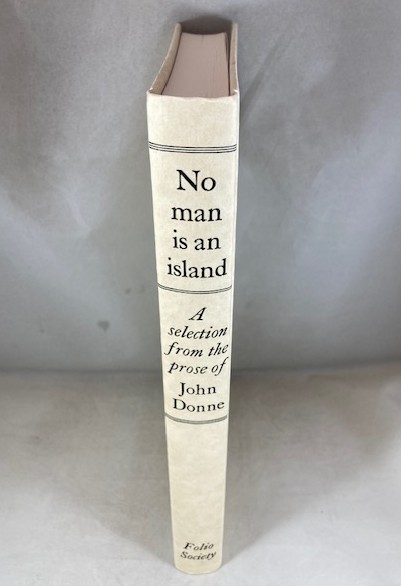 No
man
is an
island
A
selection
from the
prose of
John
Donne
Folio
Society